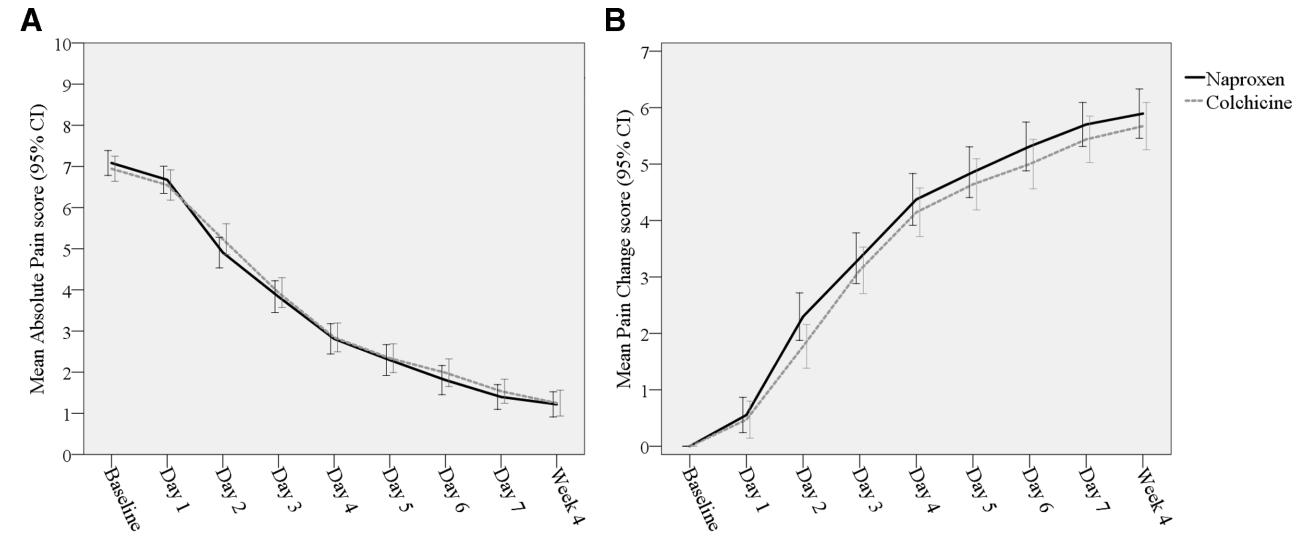 A
Mean Absolute Pain score (95% CI)
10
9
8
7
6
5
4
3
2
1
0
Baseline
Day 1
Day 2
Day 3
Day 4
Day 5
Day 6
Day 7
Week 4
B
Mean Pain Change score (95% CI)
7
6
5
4
3
2
1
0
Baseline
Day 1
Day 2
Day 3
Day 4
Day 5
Day 6
Day 7
Week 4
Naproxen
Colchicine